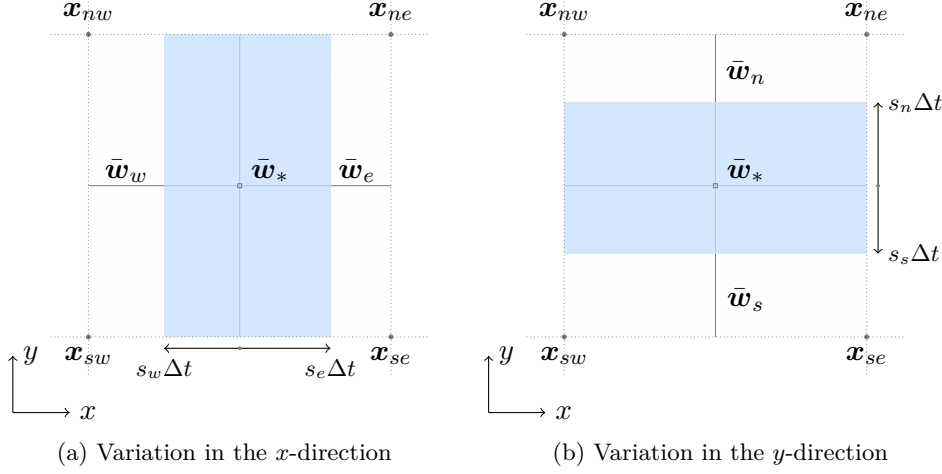 x_nw x_ne x_nw x_ne
w̄_n
s_nΔt
w̄_w w̄_* w̄_e w̄_*
s_sΔt
w̄_s
x_sw x_se x_sw x_se
y s_wΔt s_eΔt y
x x
(a) Variation in the x-direction (b) Variation in the y-direction